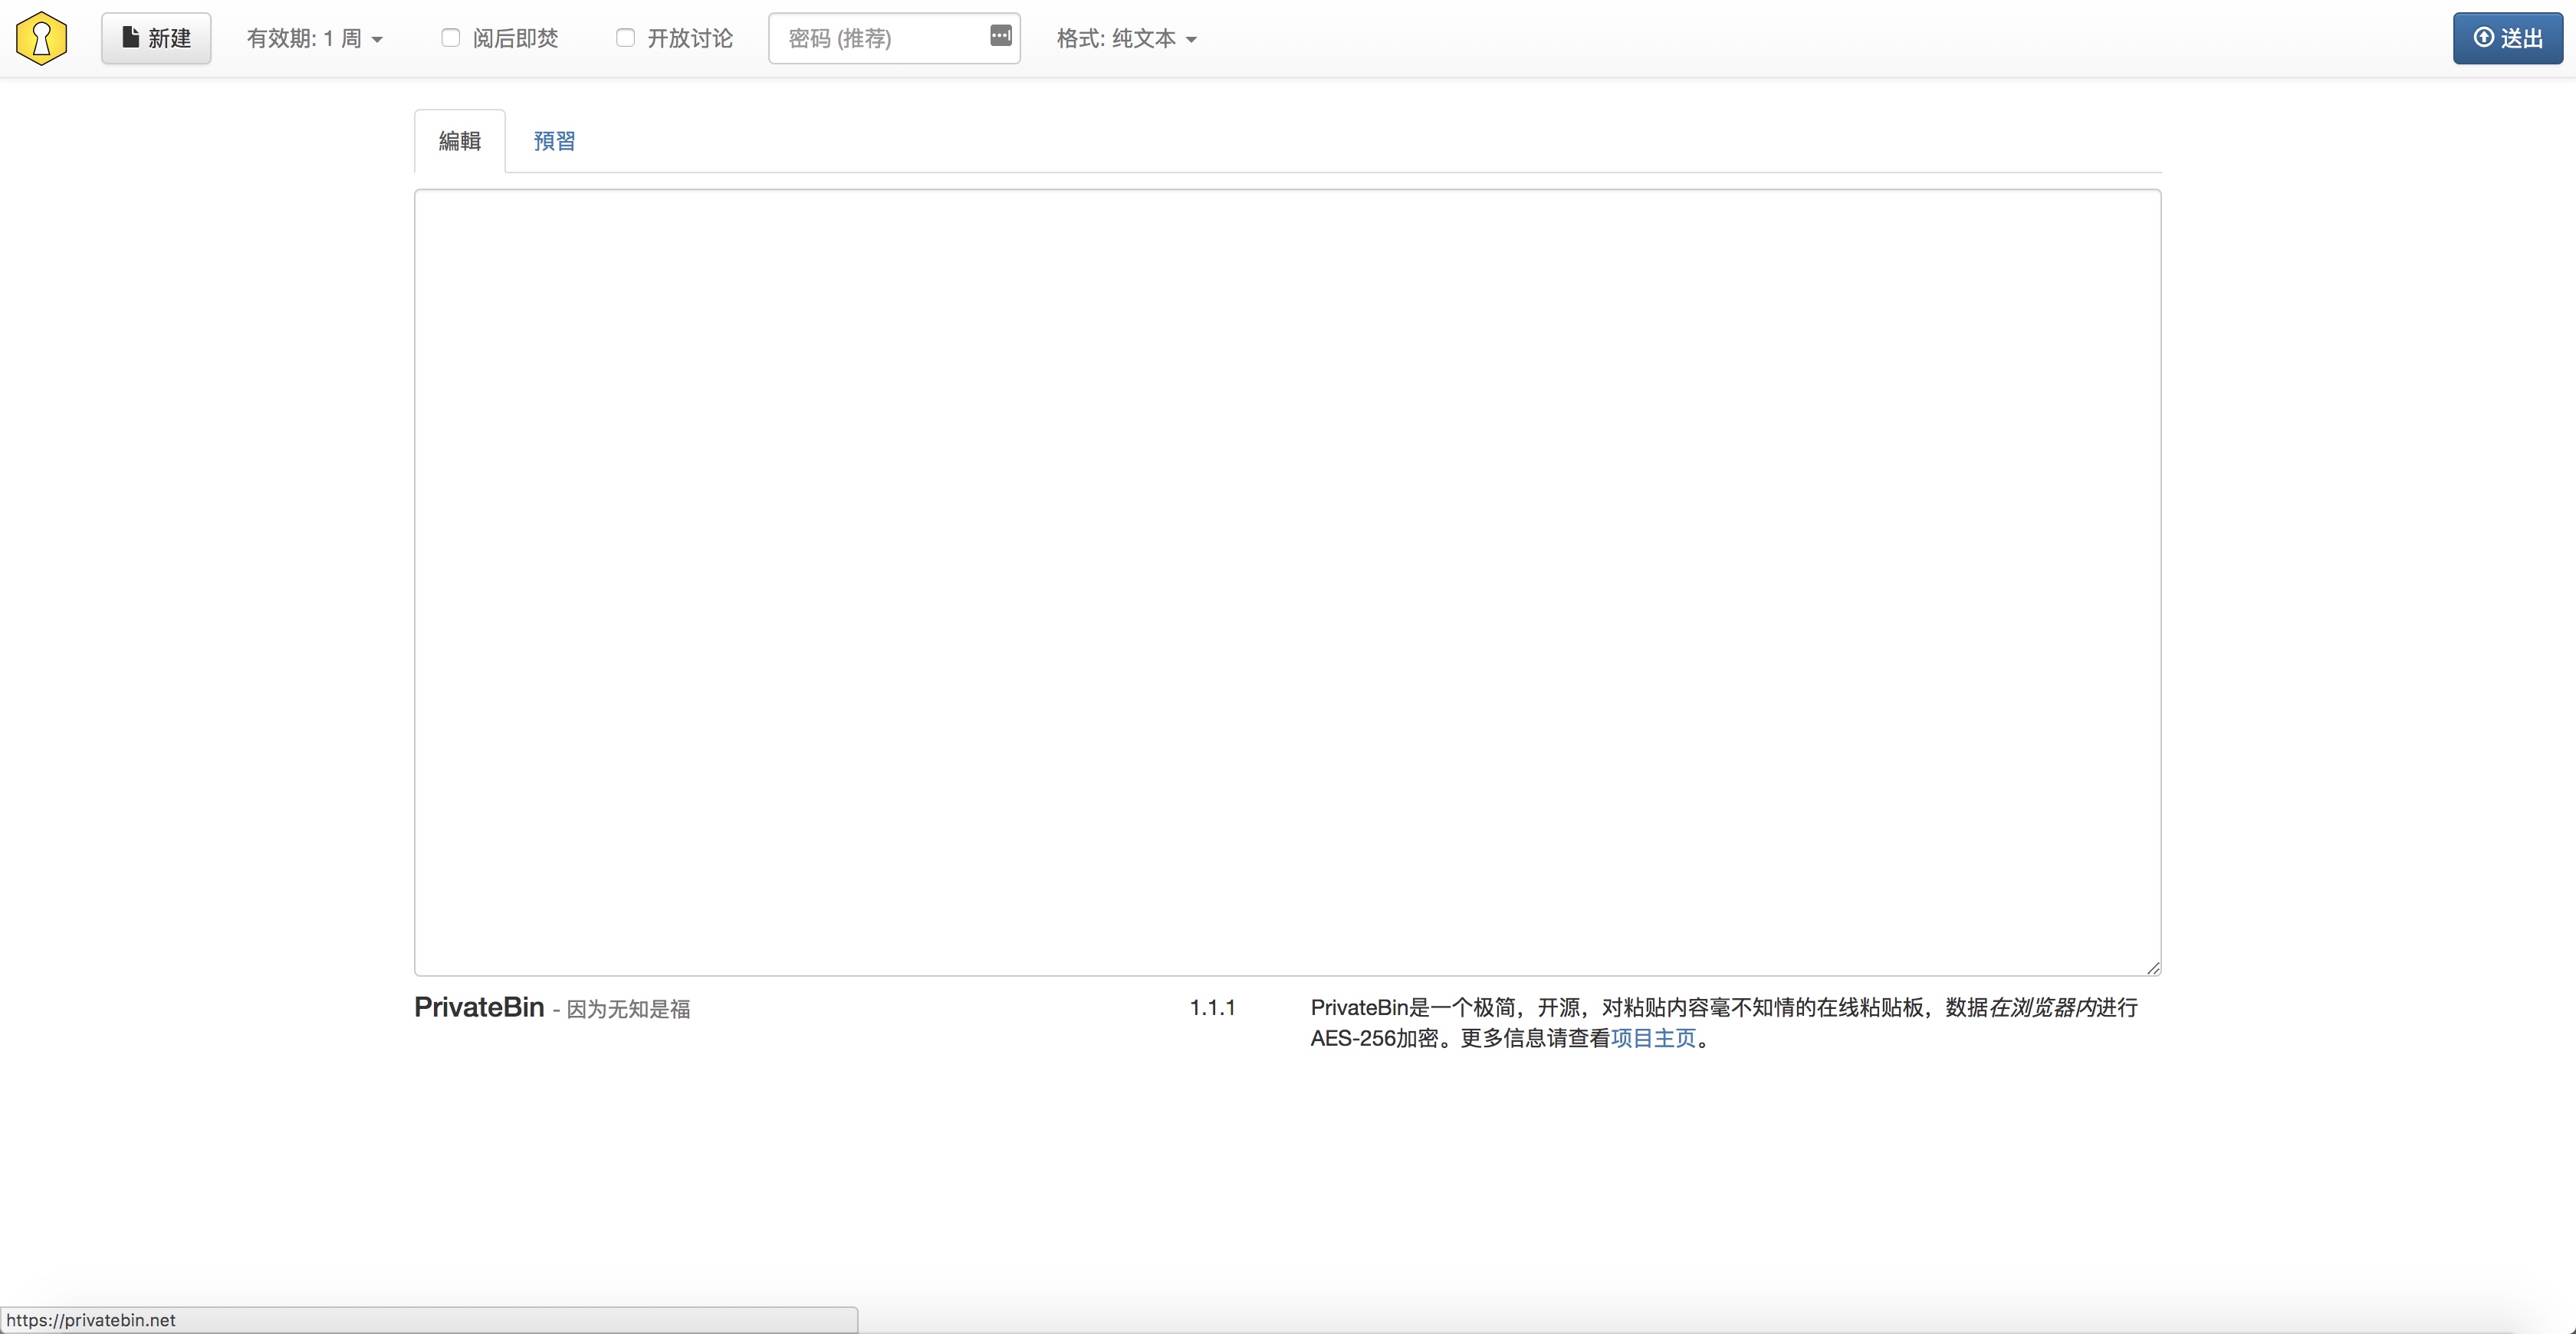 新建
有效期: 1 周
阅后即焚
开放讨论
密码 (推荐)
格式: 纯文本
送出
編輯
預習
PrivateBin - 因为无知是福
1.1.1
PrivateBin是一个极简，开源，对粘贴内容毫不知情的在线粘贴板，数据在浏览器内进行
AES-256加密。更多信息请查看项目主页。
https://privatebin.net